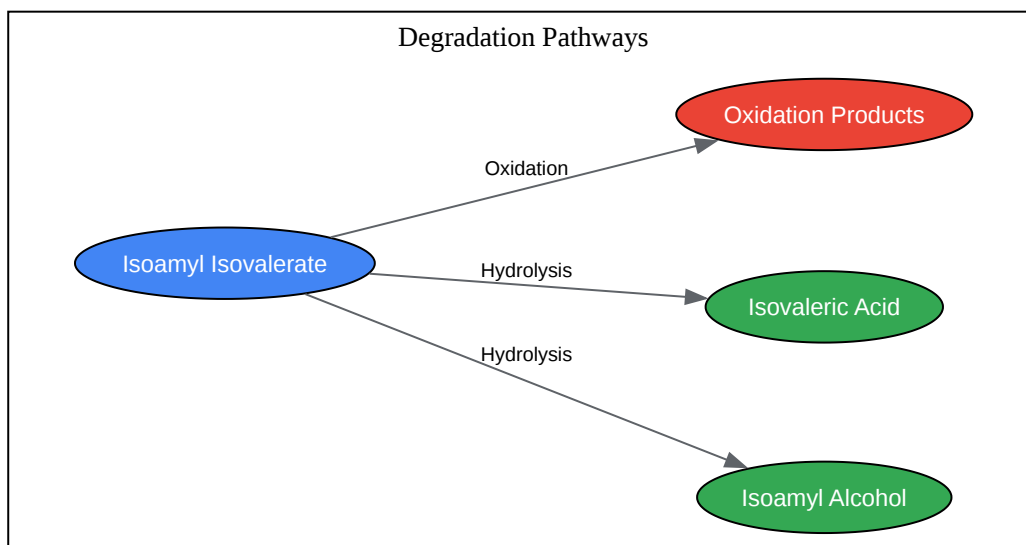 Degradation Pathways
Oxidation Products
Oxidation
Isoamyl Isovalerate
Hydrolysis
Isovaleric Acid
Hydrolysis
Isoamyl Alcohol